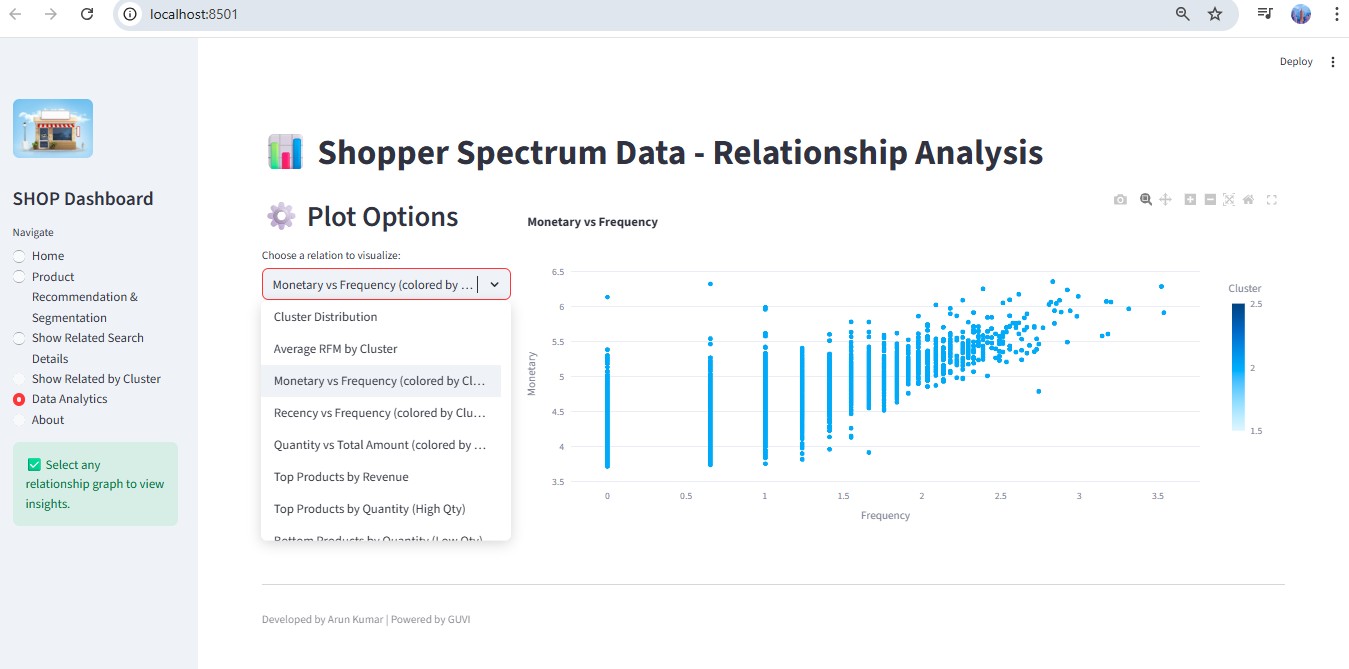 localhost:8501
Deploy
SHOP Dashboard
Navigate
Home
Product
Recommendation &
Segmentation
Show Related Search
Details
Show Related by Cluster
Data Analytics
About
Select any
relationship graph to view
insights.
Shopper Spectrum Data - Relationship Analysis
Plot Options
Choose a relation to visualize:
Monetary vs Frequency (colored by ...
Cluster Distribution
Average RFM by Cluster
Monetary vs Frequency (colored by Cl...
Recency vs Frequency (colored by Clu...
Quantity vs Total Amount (colored by ...
Top Products by Revenue
Top Products by Quantity (High Qty)
Bottom Products by Quantity (Low Qty)
Monetary vs Frequency
6.5
6
5.5
5
4.5
4
3.5
Monetary
0 0.5 1 1.5 2 2.5 3 3.5
Frequency
Cluster
2.5
2
1.5
Developed by Arun Kumar | Powered by GUVI